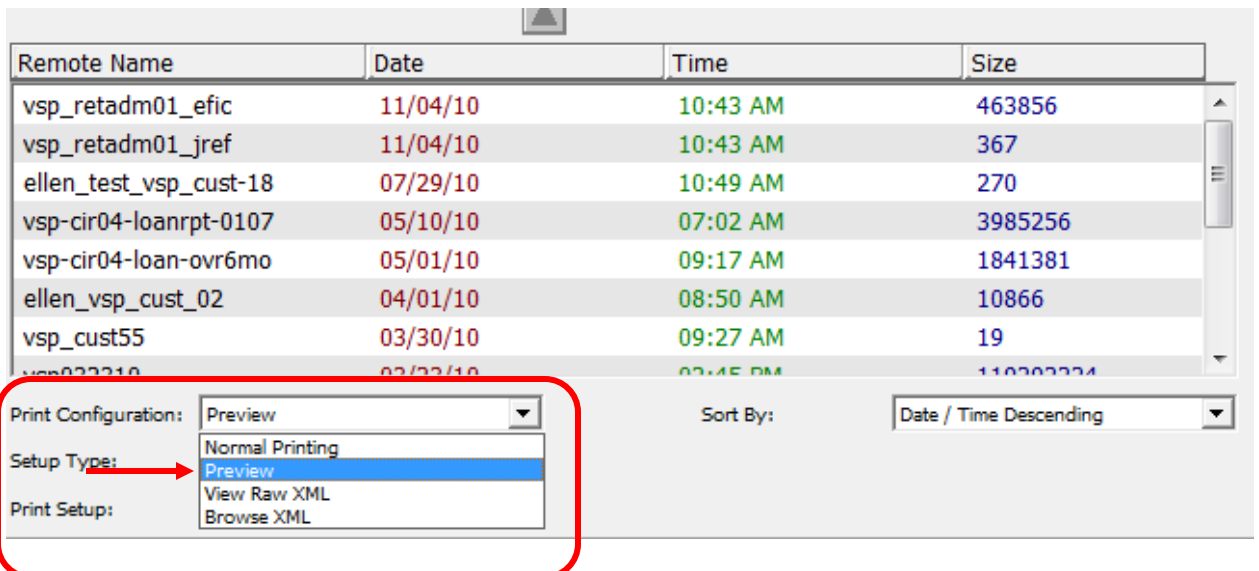 Remote Name Date Time Size
vsp_retadm01_efic 11/04/10 10:43 AM 463856
vsp_retadm01_jref 11/04/10 10:43 AM 367
ellen_test_vsp_cust-18 07/29/10 10:49 AM 270
vsp-cir04-loanrpt-0107 05/10/10 07:02 AM 3985256
vsp-cir04-loan-ovr6mo 05/01/10 09:17 AM 1841381
ellen_vsp_cust_02 04/01/10 08:50 AM 10866
vsp_cust55 03/30/10 09:27 AM 19
Print Configuration: Preview Sort By: Date / Time Descending
Normal Printing
Setup Type: Preview
View Raw XML
Print Setup: Browse XML